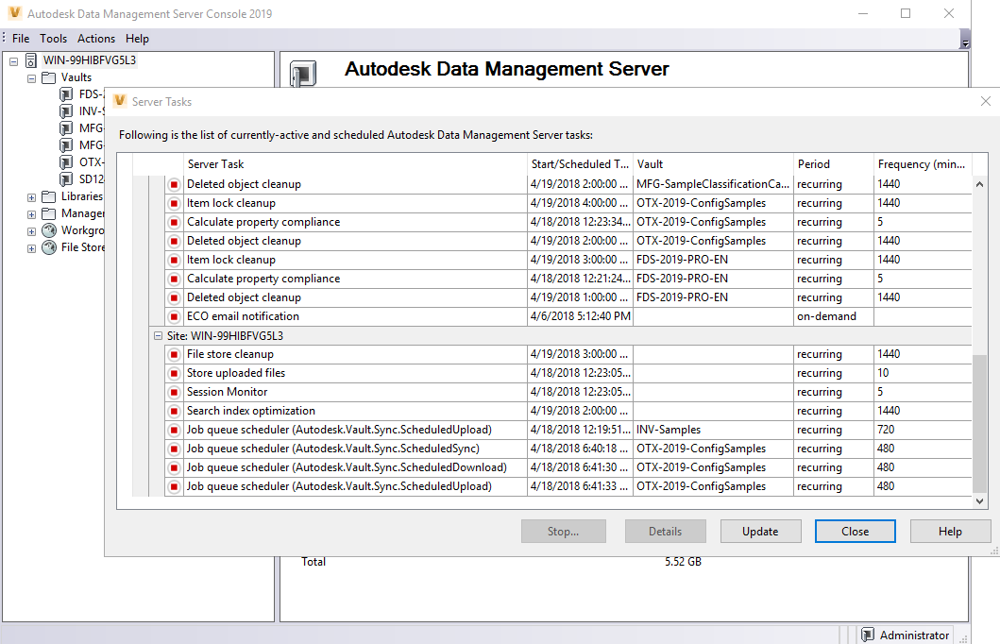 Autodesk Data Management Server Console 2019
File Tools Actions Help
WIN-99HIBFVG5L3
Vaults
FDS-
INV-S
MFG-
MFG-
OTX-
SD12
Libraries
Manager
Workgro
File Store
Autodesk Data Management Server
Server Tasks
Following is the list of currently-active and scheduled Autodesk Data Management Server tasks:
Server Task Start/Scheduled T... Vault Period Frequency (min...
Deleted object cleanup 4/19/2018 2:00:00 ... MFG-SampleClassificationCa... recurring 1440
Item lock cleanup 4/19/2018 4:00:00 ... OTX-2019-ConfigSamples recurring 1440
Calculate property compliance 4/18/2018 12:23:34... OTX-2019-ConfigSamples recurring 5
Deleted object cleanup 4/19/2018 2:00:00 ... OTX-2019-ConfigSamples recurring 1440
Item lock cleanup 4/19/2018 3:00:00 ... FDS-2019-PRO-EN recurring 1440
Calculate property compliance 4/18/2018 12:21:24... FDS-2019-PRO-EN recurring 5
Deleted object cleanup 4/19/2018 1:00:00 ... FDS-2019-PRO-EN recurring 1440
ECO email notification 4/6/2018 5:12:40 PM on-demand
Site: WIN-99HIBFVG5L3
File store cleanup 4/19/2018 3:00:00 ... recurring 1440
Store uploaded files 4/18/2018 12:23:05... recurring 10
Session Monitor 4/18/2018 12:23:05... recurring 5
Search index optimization 4/19/2018 2:00:00 ... recurring 1440
Job queue scheduler (Autodesk.Vault.Sync.ScheduledUpload) 4/18/2018 12:19:51... INV-Samples recurring 720
Job queue scheduler (Autodesk.Vault.Sync.ScheduledSync) 4/18/2018 6:40:18 ... OTX-2019-ConfigSamples recurring 480
Job queue scheduler (Autodesk.Vault.Sync.ScheduledDownload) 4/18/2018 6:41:30 ... OTX-2019-ConfigSamples recurring 480
Job queue scheduler (Autodesk.Vault.Sync.ScheduledUpload) 4/18/2018 6:41:33 ... OTX-2019-ConfigSamples recurring 480
Stop... Details Update Close Help
Total 5.52 GB
Administrator